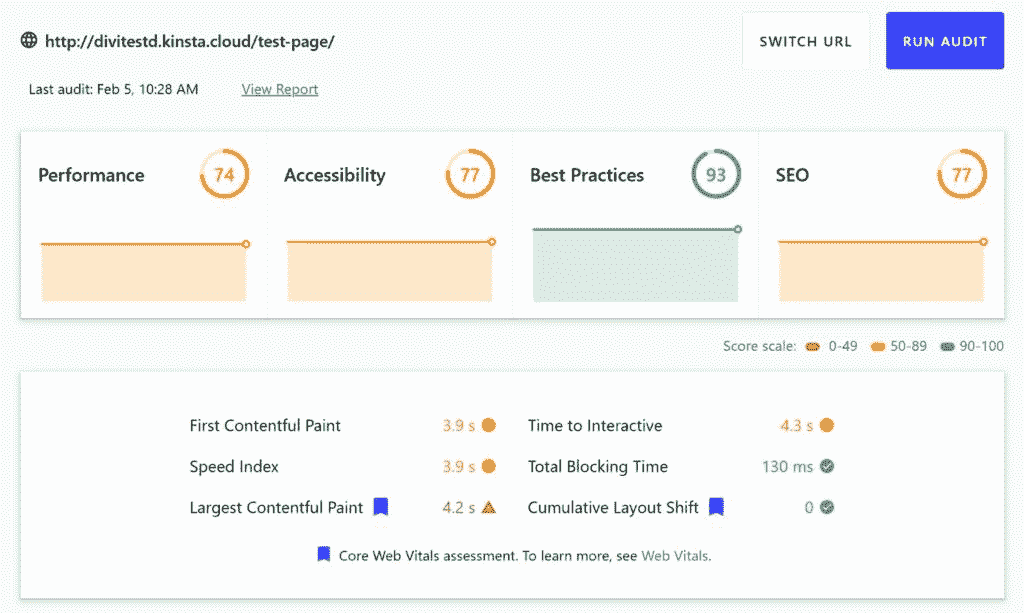 http://divitestd.kinsta.cloud/test-page/
SWITCH URL
RUN AUDIT
Last audit: Feb 5, 10:28 AM
View Report
Performance 74
Accessibility 77
Best Practices 93
SEO 77
Score scale: 0-49 50-89 90-100
First Contentful Paint 3.9 s
Time to Interactive 4.3 s
Speed Index 3.9 s
Total Blocking Time 130 ms
Largest Contentful Paint 4.2 s
Cumulative Layout Shift 0
Core Web Vitals assessment. To learn more, see Web Vitals.